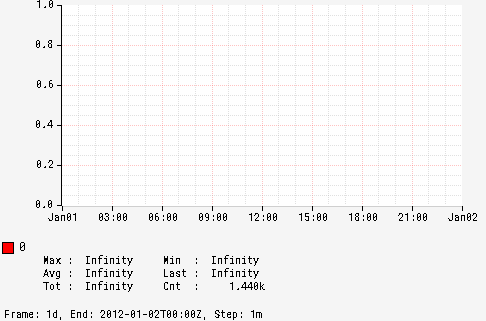 1.0
0.8
0.6
0.4
0.2
0.0
Jan01 03:00 06:00 09:00 12:00 15:00 18:00 21:00 Jan02
0
Max : Infinity Min : Infinity
Avg : Infinity Last : Infinity
Tot : Infinity Cnt : 1.440k
Frame: 1d, End: 2012-01-02T00:00Z, Step: 1m